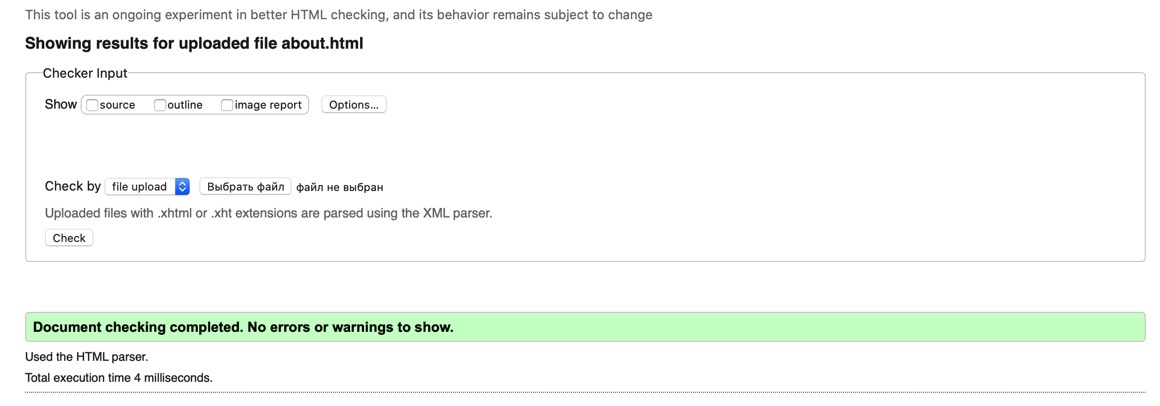 This tool is an ongoing experiment in better HTML checking, and its behavior remains subject to change
Showing results for uploaded file about.html
Checker Input
Show source outline image report Options...
Check by file upload Выбрать файл файл не выбран
Uploaded files with .xhtml or .xht extensions are parsed using the XML parser.
Check
Document checking completed. No errors or warnings to show.
Used the HTML parser.
Total execution time 4 milliseconds.